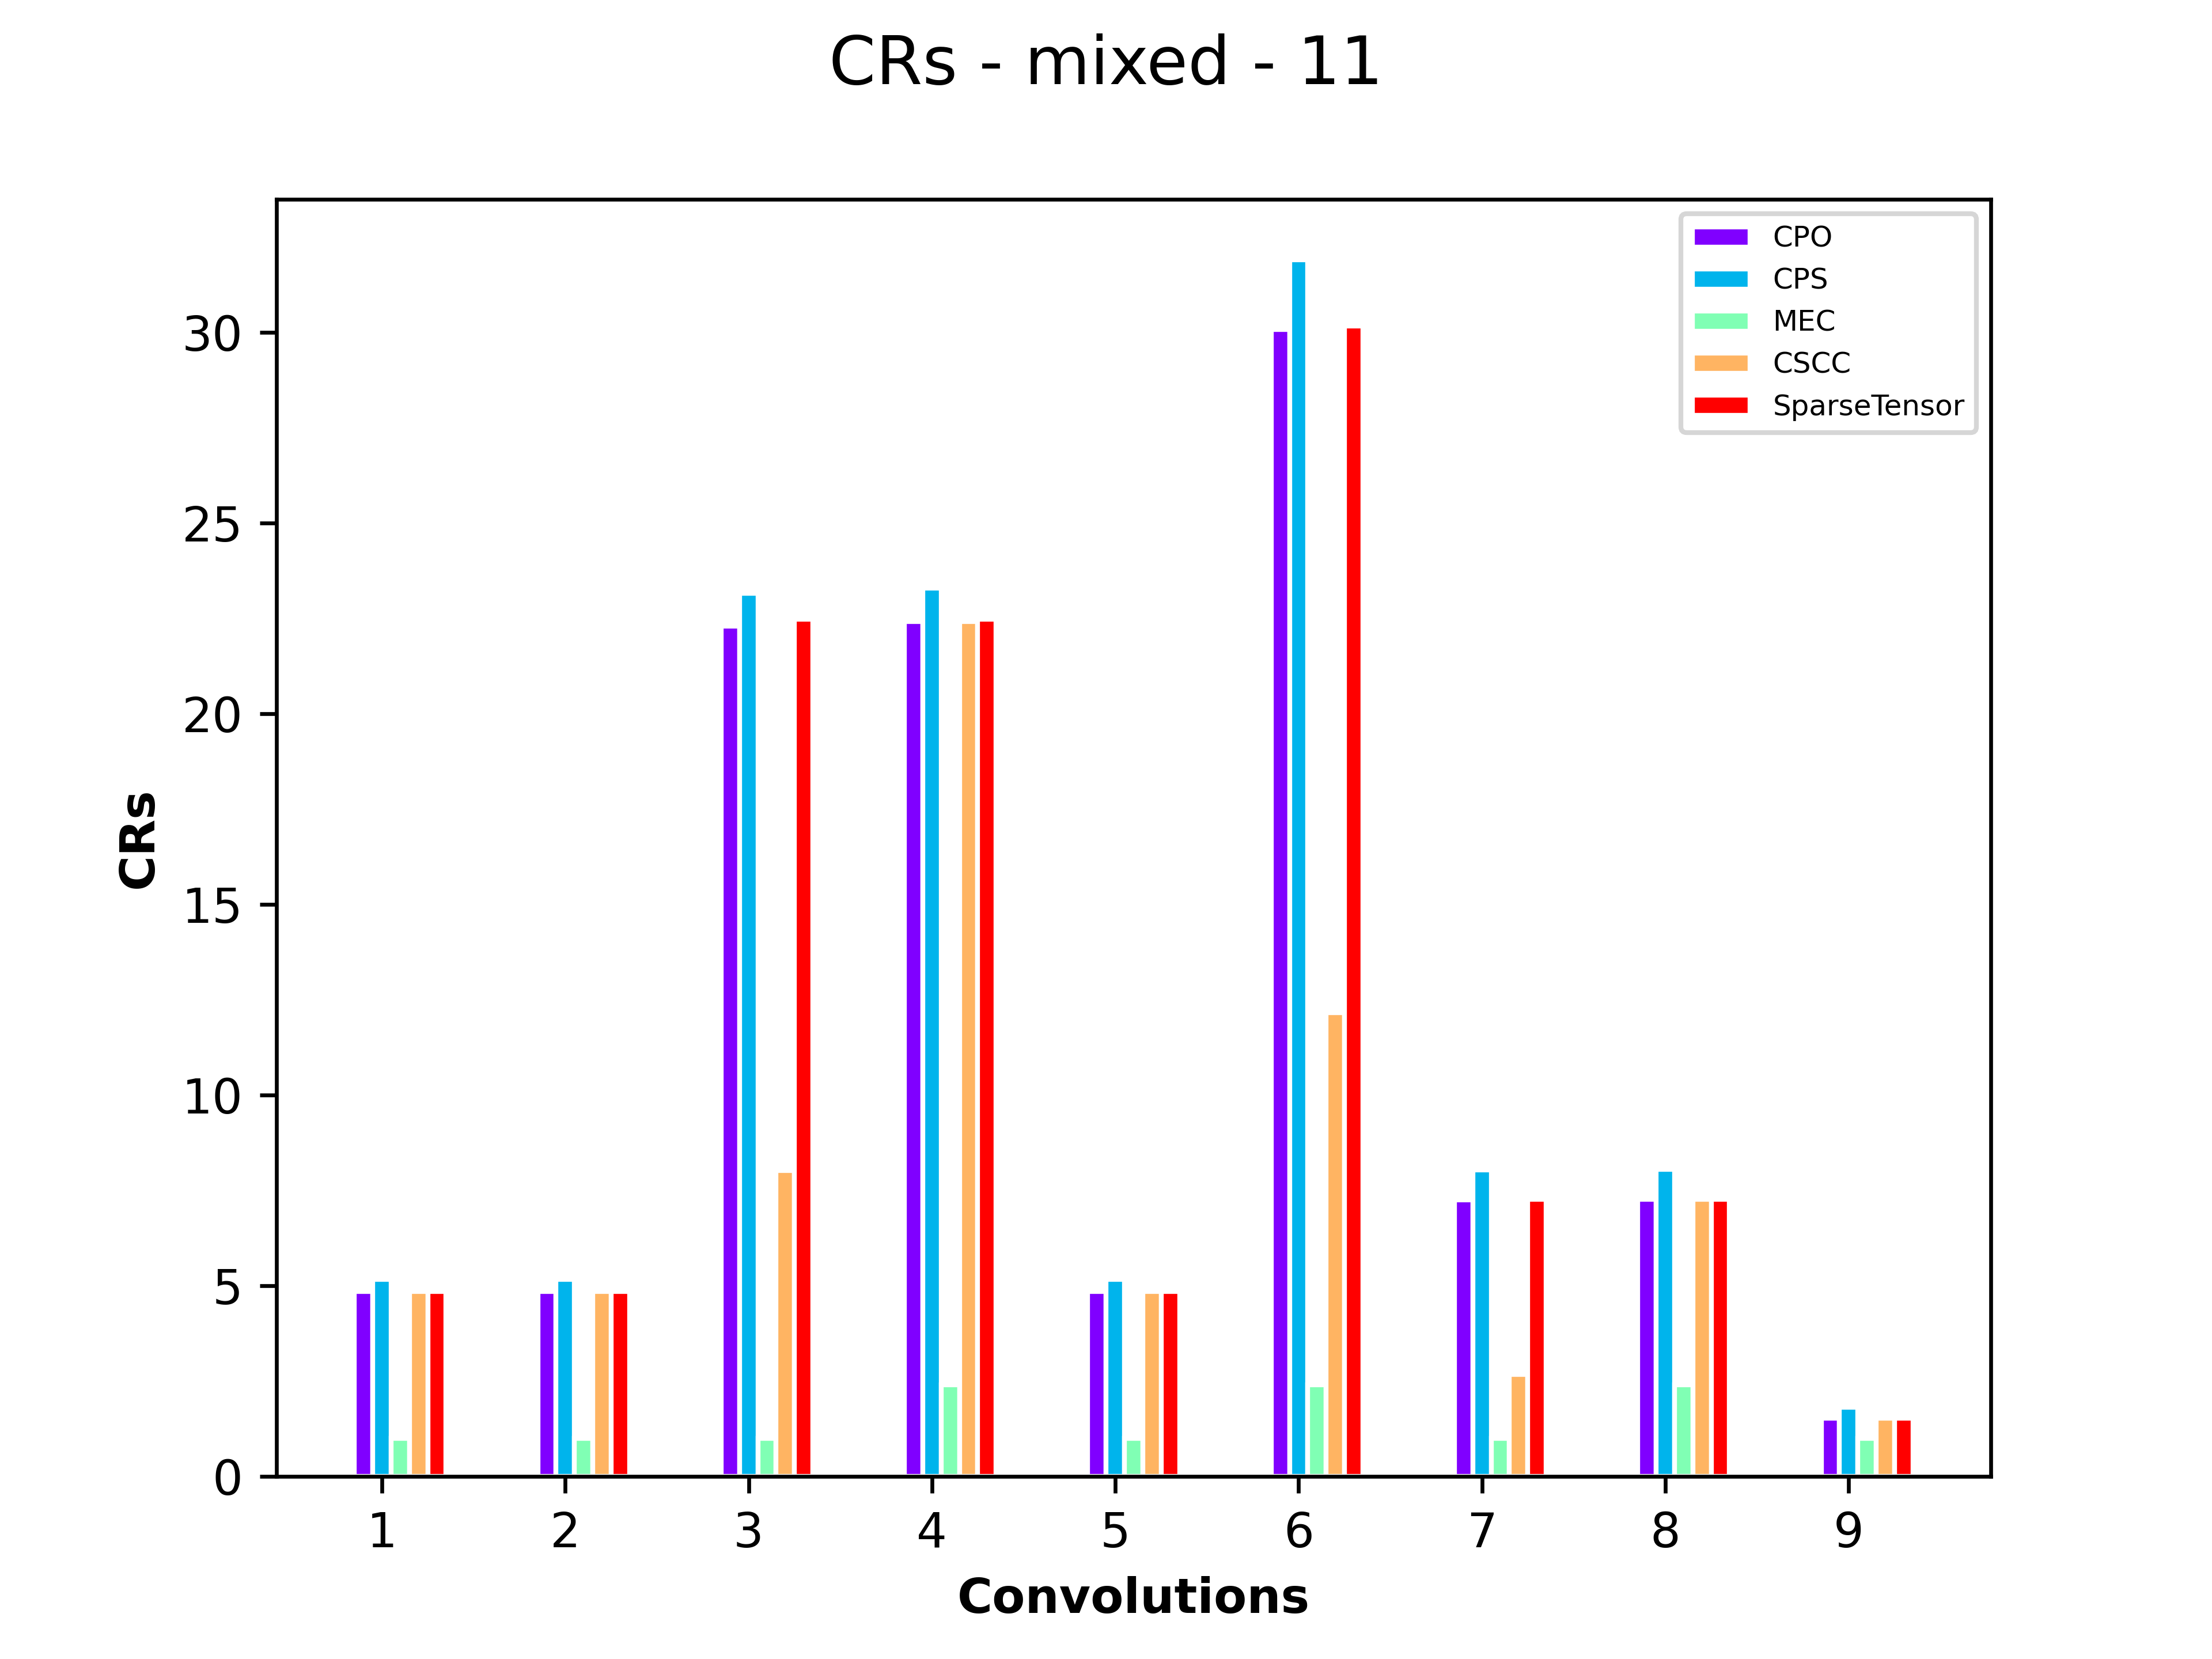 CRs - mixed - 11
CPO
CPS
MEC
CSCC
SparseTensor
30
25
20
15
10
5
0
CRs
1 2 3 4 5 6 7 8 9
Convolutions